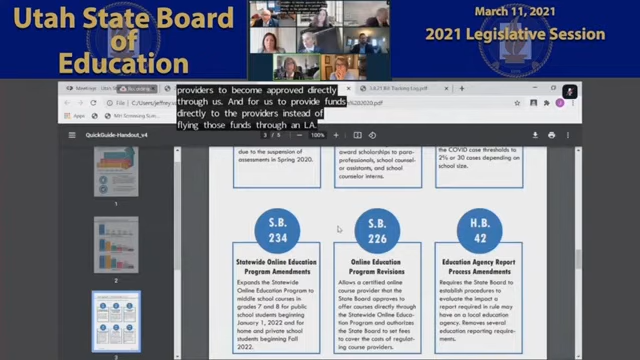 Utah State Board
of
Education
March 11, 2021
2021 Legislative Session
providers to become approved directly
through us. And for us to provide funds
directly to the providers instead of
flying those funds through an LA.
QuickGuide-Handout_v4
3 / 5
100%
due to the suspension of
assessments in Spring 2020.
award scholarships to para-
professionals, school counsel-
or assistants, and school
counselor interns.
the COVID case thresholds to
2% or 30 cases depending on
school size.
S.B.
234
Statewide Online Education
Program Amendments
Expands the Statewide
Online Education Program to
middle school courses in
grades 7 and 8 for public
school students beginning
January 1, 2022 and for
home and private school
students beginning Fall
2022.
S.B.
226
Online Education
Program Revisions
Allows a certified online
course provider that the
State Board approves to
offer courses directly through
the Statewide Online Educa-
tion Program and authorizes
the State Board to set fees
to cover the costs of regulat-
ing course providers.
H.B.
42
Education Agency Report
Process Amendments
Requires the State Board to
establish procedures to
evaluate the impact a
report required in rule may
have on a local education
agency. Removes several
education reporting require-
ments.
1
2
3